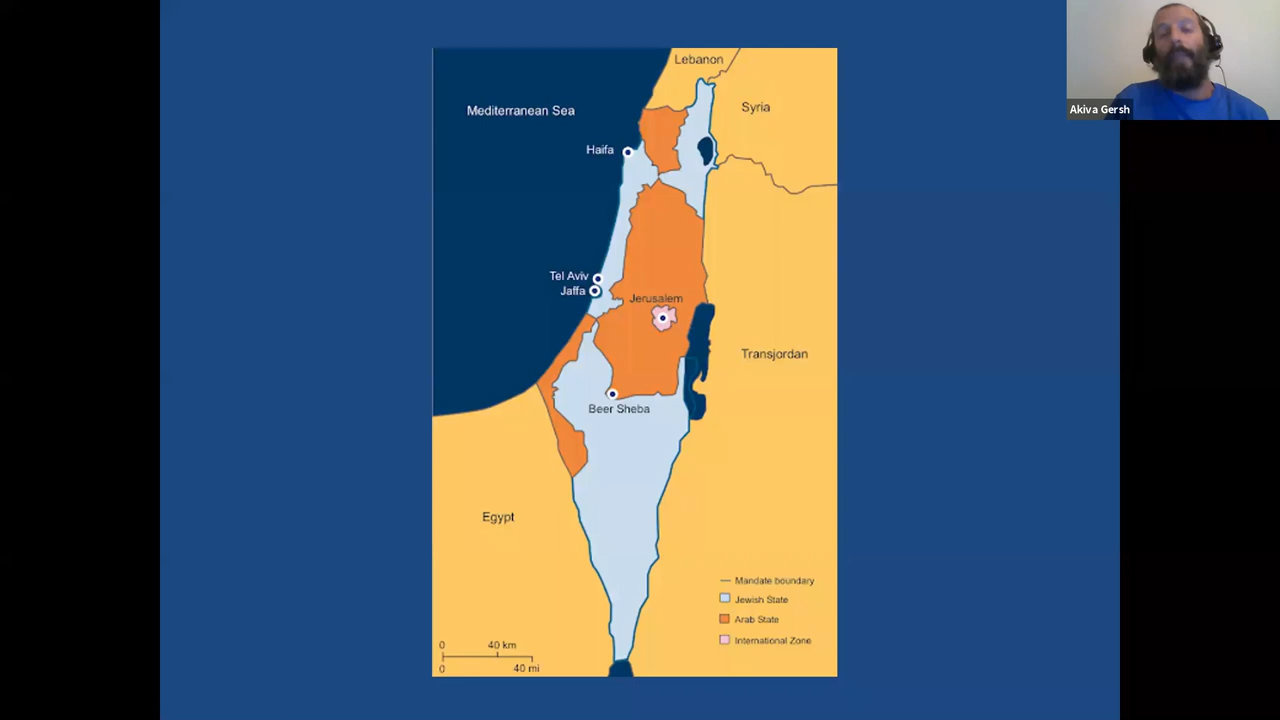 Lebanon
Mediterranean Sea
Syria
Akiva Gersh
Haifa
Tel Aviv
Jaffa
Jerusalem
Transjordan
Beer Sheba
Egypt
Mandate boundary
Jewish State
Arab State
International Zone
0 40 km
0 40 mi